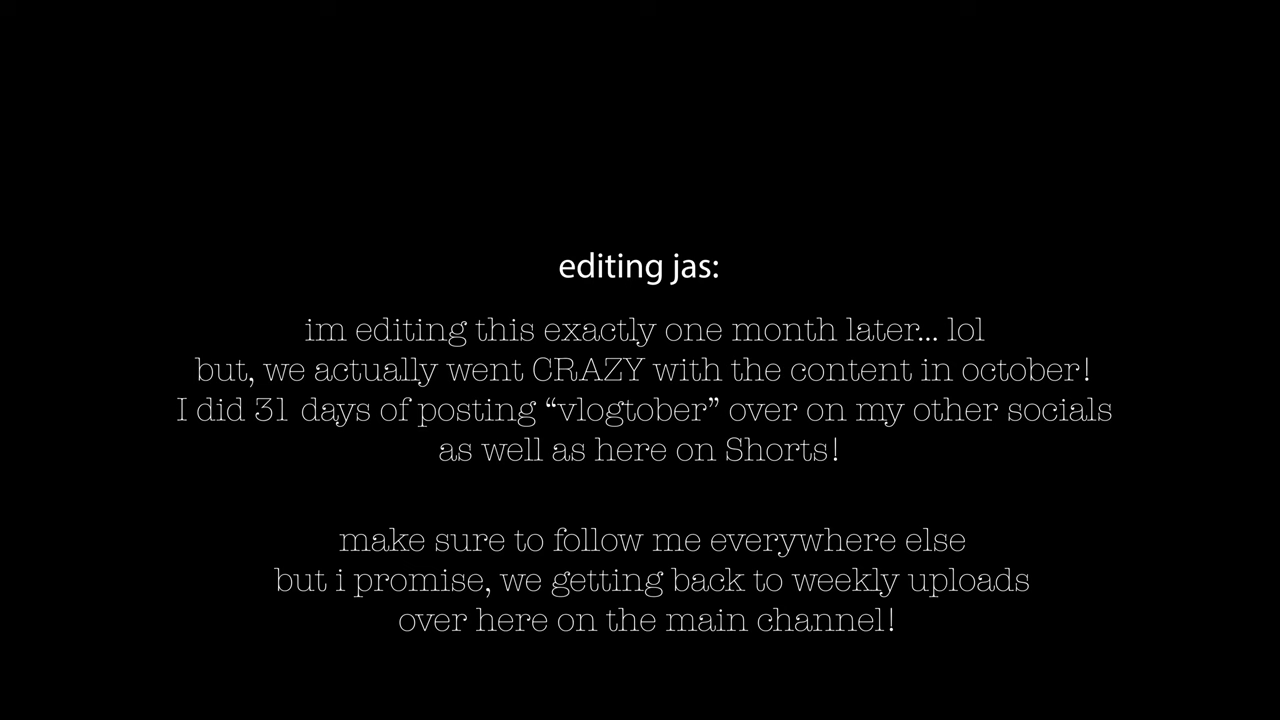 editing jas:
im editing this exactly one month later... lol
but, we actually went CRAZY with the content in october!
I did 31 days of posting “vlogtober” over on my other socials
as well as here on Shorts!
make sure to follow me everywhere else
but i promise, we getting back to weekly uploads
over here on the main channel!